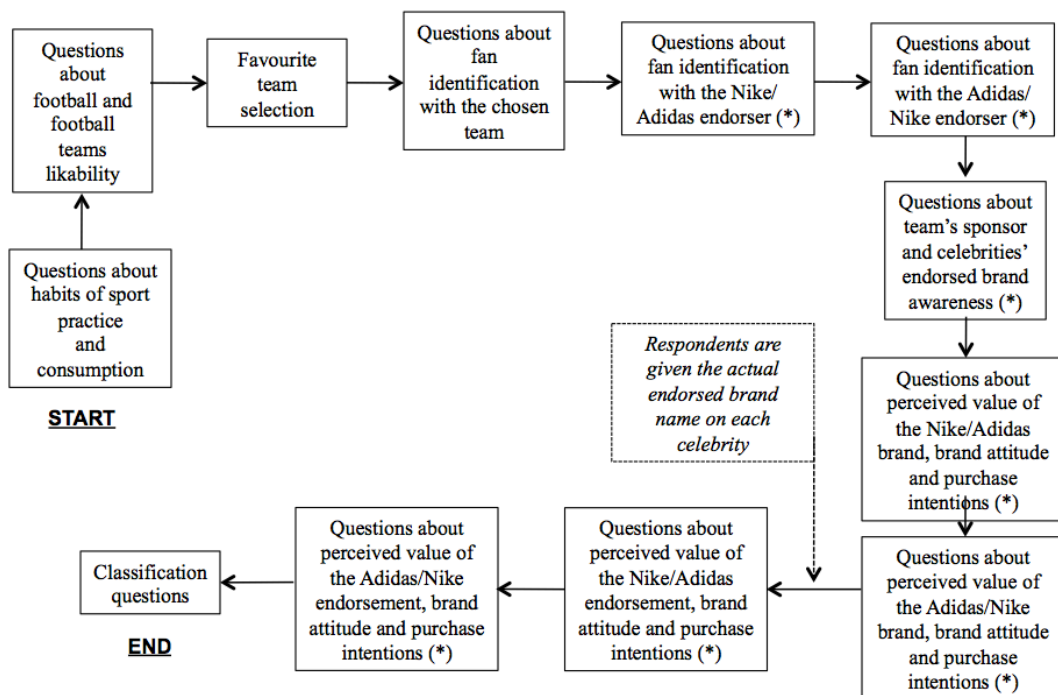 Questions
about
football and
football
teams
likability
Favourite
team
selection
Questions about
fan
identification
with the chosen
team
Questions about
fan identification
with the Nike/
Adidas endorser (*)
Questions about
fan identification
with the Adidas/
Nike endorser (*)
Questions about
habits of sport
practice
and
consumption
START
Questions about
team’s sponsor
and celebrities’
endorsed brand
awareness (*)
Respondents are
given the actual
endorsed brand
name on each
celebrity
Questions about
perceived value of
the Nike/Adidas
brand, brand attitude
and purchase
intentions (*)
Questions about
perceived value of
the Adidas/Nike
brand, brand attitude
and purchase
intentions (*)
Questions about
perceived value of
the Nike/Adidas
endorsement, brand
attitude and purchase
intentions (*)
Questions about
perceived value of
the Adidas/Nike
endorsement, brand
attitude and purchase
intentions (*)
Classification
questions
END